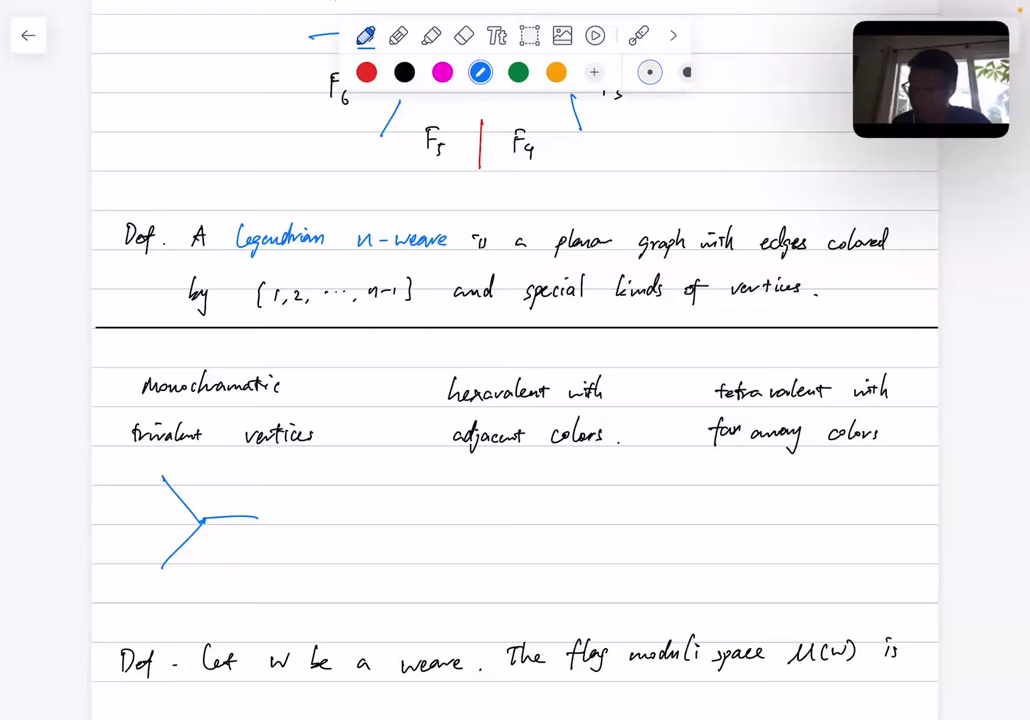 Tt
F6
F5 F4
Def. A Legendrian n-weave is a planar graph with edges colored
by {1, 2, ..., n-1} and special kinds of vertices.
Monochramatic hexavalent with tetravalent with
trivalent vertices adjacent colors. far away colors
Def. Let W be a weave. The flag moduli space M(W) is